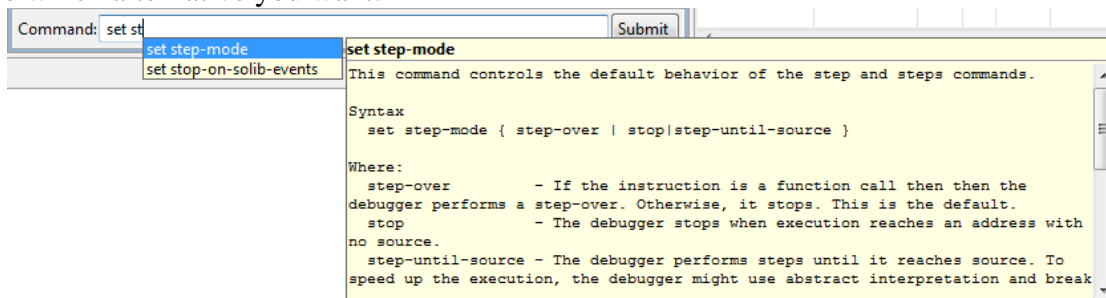 Command: set st Submit
set step-mode
set stop-on-solib-events
set step-mode
This command controls the default behavior of the step and steps commands.
Syntax
set step-mode { step-over | stop|step-until-source }
Where:
step-over - If the instruction is a function call then then the
debugger performs a step-over. Otherwise, it stops. This is the default.
stop - The debugger stops when execution reaches an address with
no source.
step-until-source - The debugger performs steps until it reaches source. To
speed up the execution, the debugger might use abstract interpretation and break